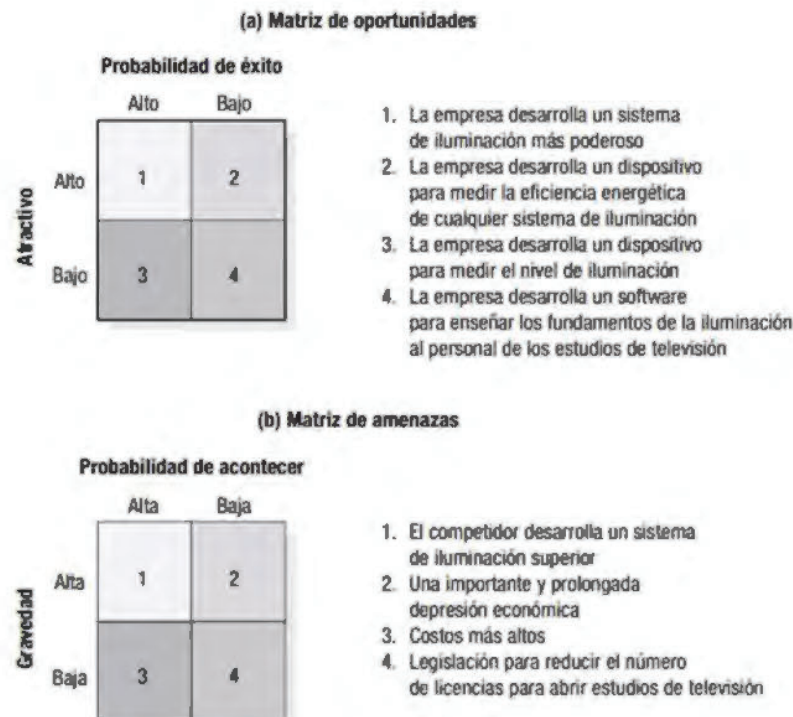 (a) Matriz de oportunidades
Probabilidad de éxito
Alto Bajo
Atractivo
Alto 1 2
Bajo 3 4
1. La empresa desarrolla un sistema
de iluminación más poderoso
2. La empresa desarrolla un dispositivo
para medir la eficiencia energética
de cualquier sistema de iluminación
3. La empresa desarrolla un dispositivo
para medir el nivel de iluminación
4. La empresa desarrolla un software
para enseñar los fundamentos de la iluminación
al personal de los estudios de televisión
(b) Matriz de amenazas
Probabilidad de acontecer
Alta Baja
Gravedad
Alta 1 2
Baja 3 4
1. El competidor desarrolla un sistema
de iluminación superior
2. Una importante y prolongada
depresión económica
3. Costos más altos
4. Legislación para reducir el número
de licencias para abrir estudios de televisión